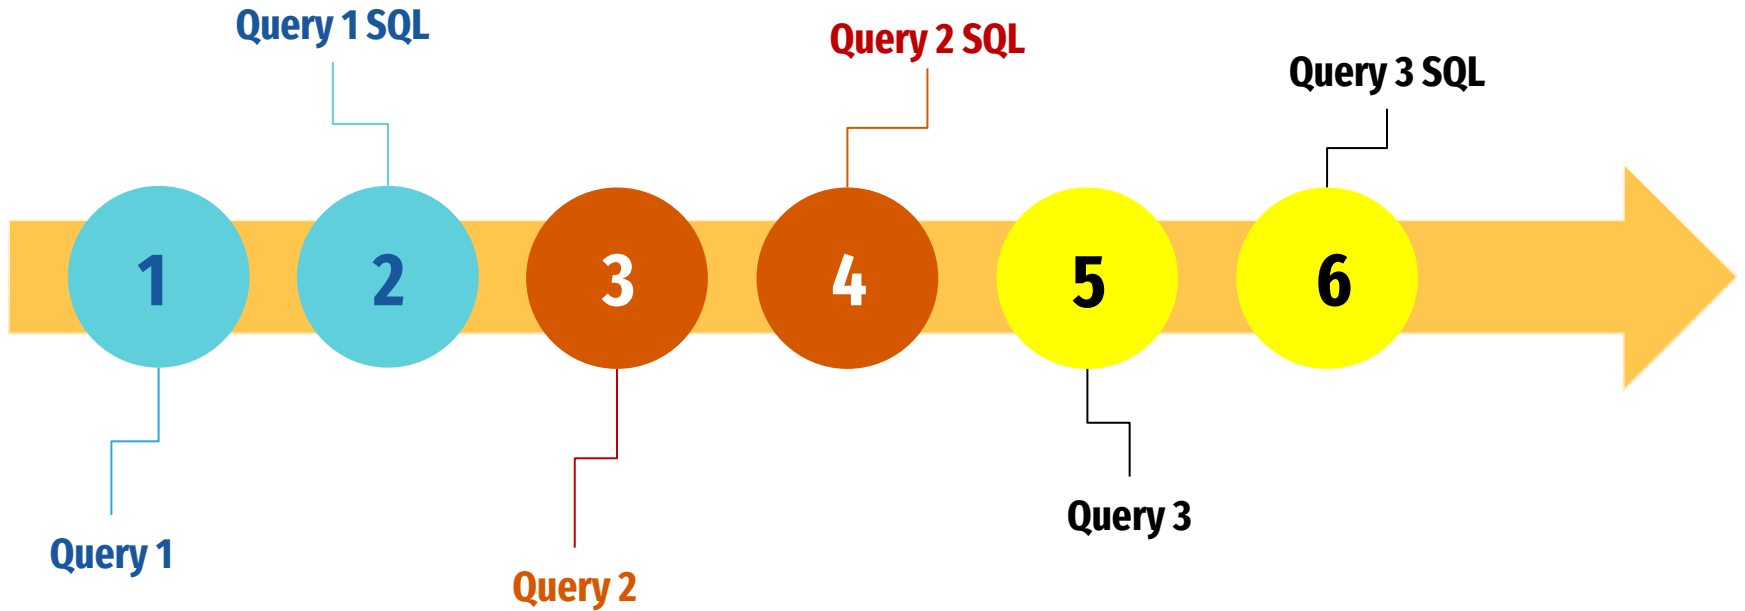 Query 1 SQL
Query 2 SQL
Query 3 SQL
1
2
3
4
5
6
Query 1
Query 2
Query 3